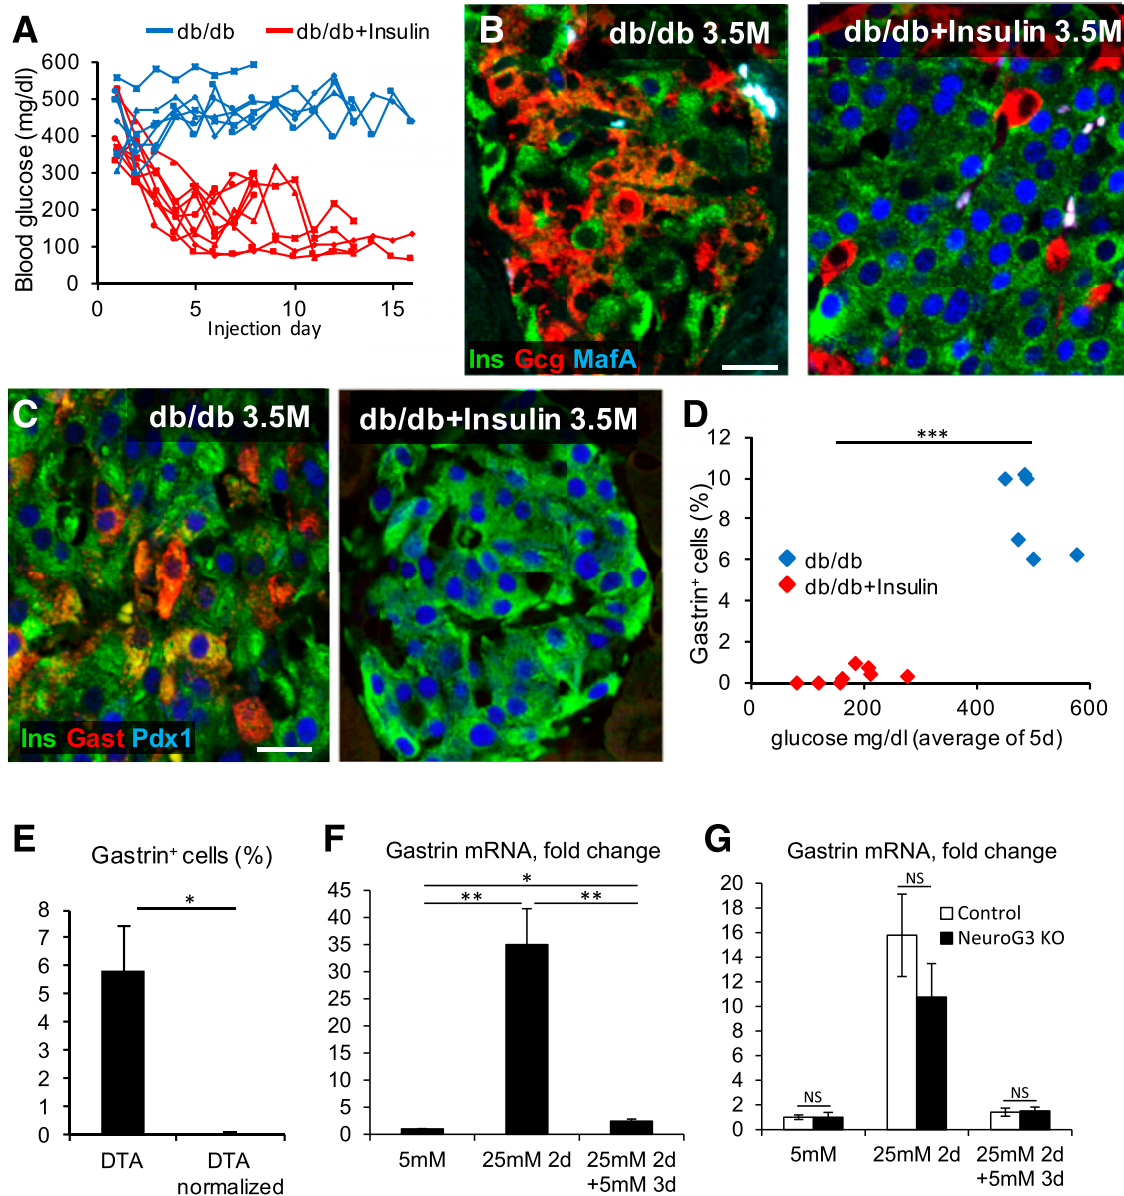 A
db/db
db/db+Insulin
Blood glucose (mg/dl)
600
500
400
300
200
100
0
0
5
10
15
Injection day
B
db/db 3.5M
db/db+Insulin 3.5M
Ins Gcg MafA
C
db/db 3.5M
db/db+Insulin 3.5M
Ins Gast Pdx1
D
***
Gastrin+ cells (%)
12
10
8
6
4
2
0
db/db
db/db+Insulin
0
200
400
600
glucose mg/dl (average of 5d)
E
Gastrin+ cells (%)
*
8
7
6
5
4
3
2
1
0
DTA
DTA
normalized
F
Gastrin mRNA, fold change
*
**
**
45
40
35
30
25
20
15
10
5
0
5mM
25mM 2d
25mM 2d
+5mM 3d
G
Gastrin mRNA, fold change
20
18
16
14
12
10
8
6
4
2
0
NS
NS
NS
Control
NeuroG3 KO
5mM
25mM 2d
25mM 2d
+5mM 3d